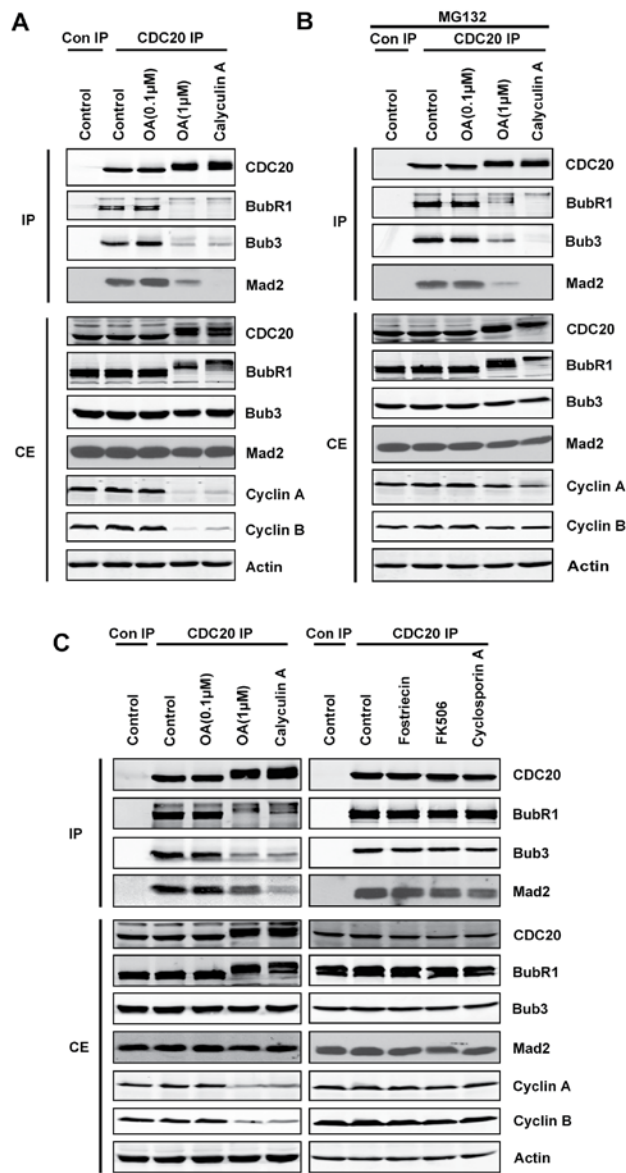 A
Con IP CDC20 IP
Control Control OA(0.1µM) OA(1µM) Calyculin A
IP
CDC20
BubR1
Bub3
Mad2
CE
CDC20
BubR1
Bub3
Mad2
Cyclin A
Cyclin B
Actin
B
MG132
Con IP CDC20 IP
Control Control OA(0.1µM) OA(1µM) Calyculin A
IP
CDC20
BubR1
Bub3
Mad2
CE
CDC20
BubR1
Bub3
Mad2
Cyclin A
Cyclin B
Actin
C
Con IP CDC20 IP Con IP CDC20 IP
Control Control OA(0.1µM) OA(1µM) Calyculin A Control Control Fostriecin FK506 Cyclosporin A
IP
CDC20
BubR1
Bub3
Mad2
CE
CDC20
BubR1
Bub3
Mad2
Cyclin A
Cyclin B
Actin